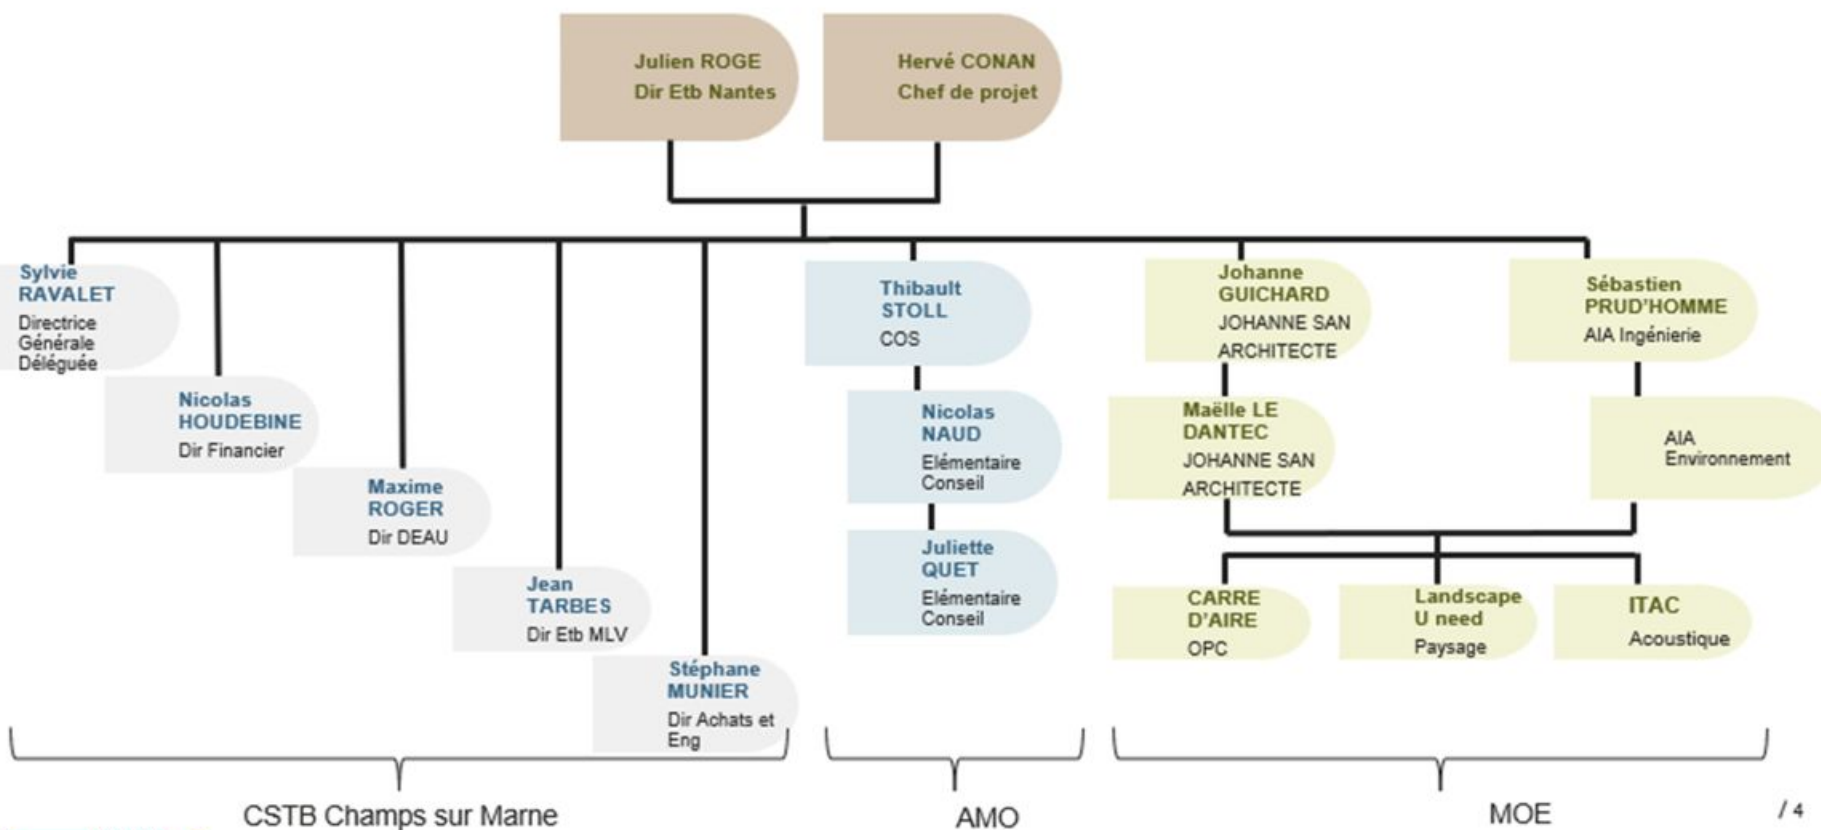 Julien ROGE
Dir Etb Nantes
Hervé CONAN
Chef de projet
Sylvie
RAVALET
Directrice
Générale
Déléguée
Nicolas
HOUDEBINE
Dir Financier
Maxime
ROGER
Dir DEAU
Jean
TARBES
Dir Etb MLV
Stéphane
MUNIER
Dir Achats et
Eng
Thibault
STOLL
COS
Nicolas
NAUD
Elémentaire
Conseil
Juliette
QUET
Elémentaire
Conseil
Johanne
GUICHARD
JOHANNE SAN
ARCHITECTE
Maëlle LE
DANTEC
JOHANNE SAN
ARCHITECTE
Sébastien
PRUD'HOMME
AIA Ingénierie
AIA
Environnement
CARRE
D'AIRE
OPC
Landscape
U need
Paysage
ITAC
Acoustique
CSTB Champs sur Marne
AMO
MOE
/ 4